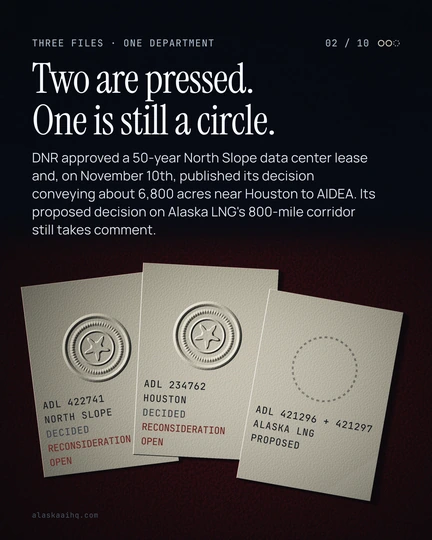 THREE FILES · ONE DEPARTMENT
02 / 10
Two are pressed.
One is still a circle.
DNR approved a 50-year North Slope data center lease
and, on November 10th, published its decision
conveying about 6,800 acres near Houston to AIDEA. Its
proposed decision on Alaska LNG's 800-mile corridor
still takes comment.
ADL 422741
NORTH SLOPE
DECIDED
RECONSIDERATION
OPEN
ADL 234762
HOUSTON
DECIDED
RECONSIDERATION
OPEN
ADL 421296 + 421297
ALASKA LNG
PROPOSED
alaskaaihq.com